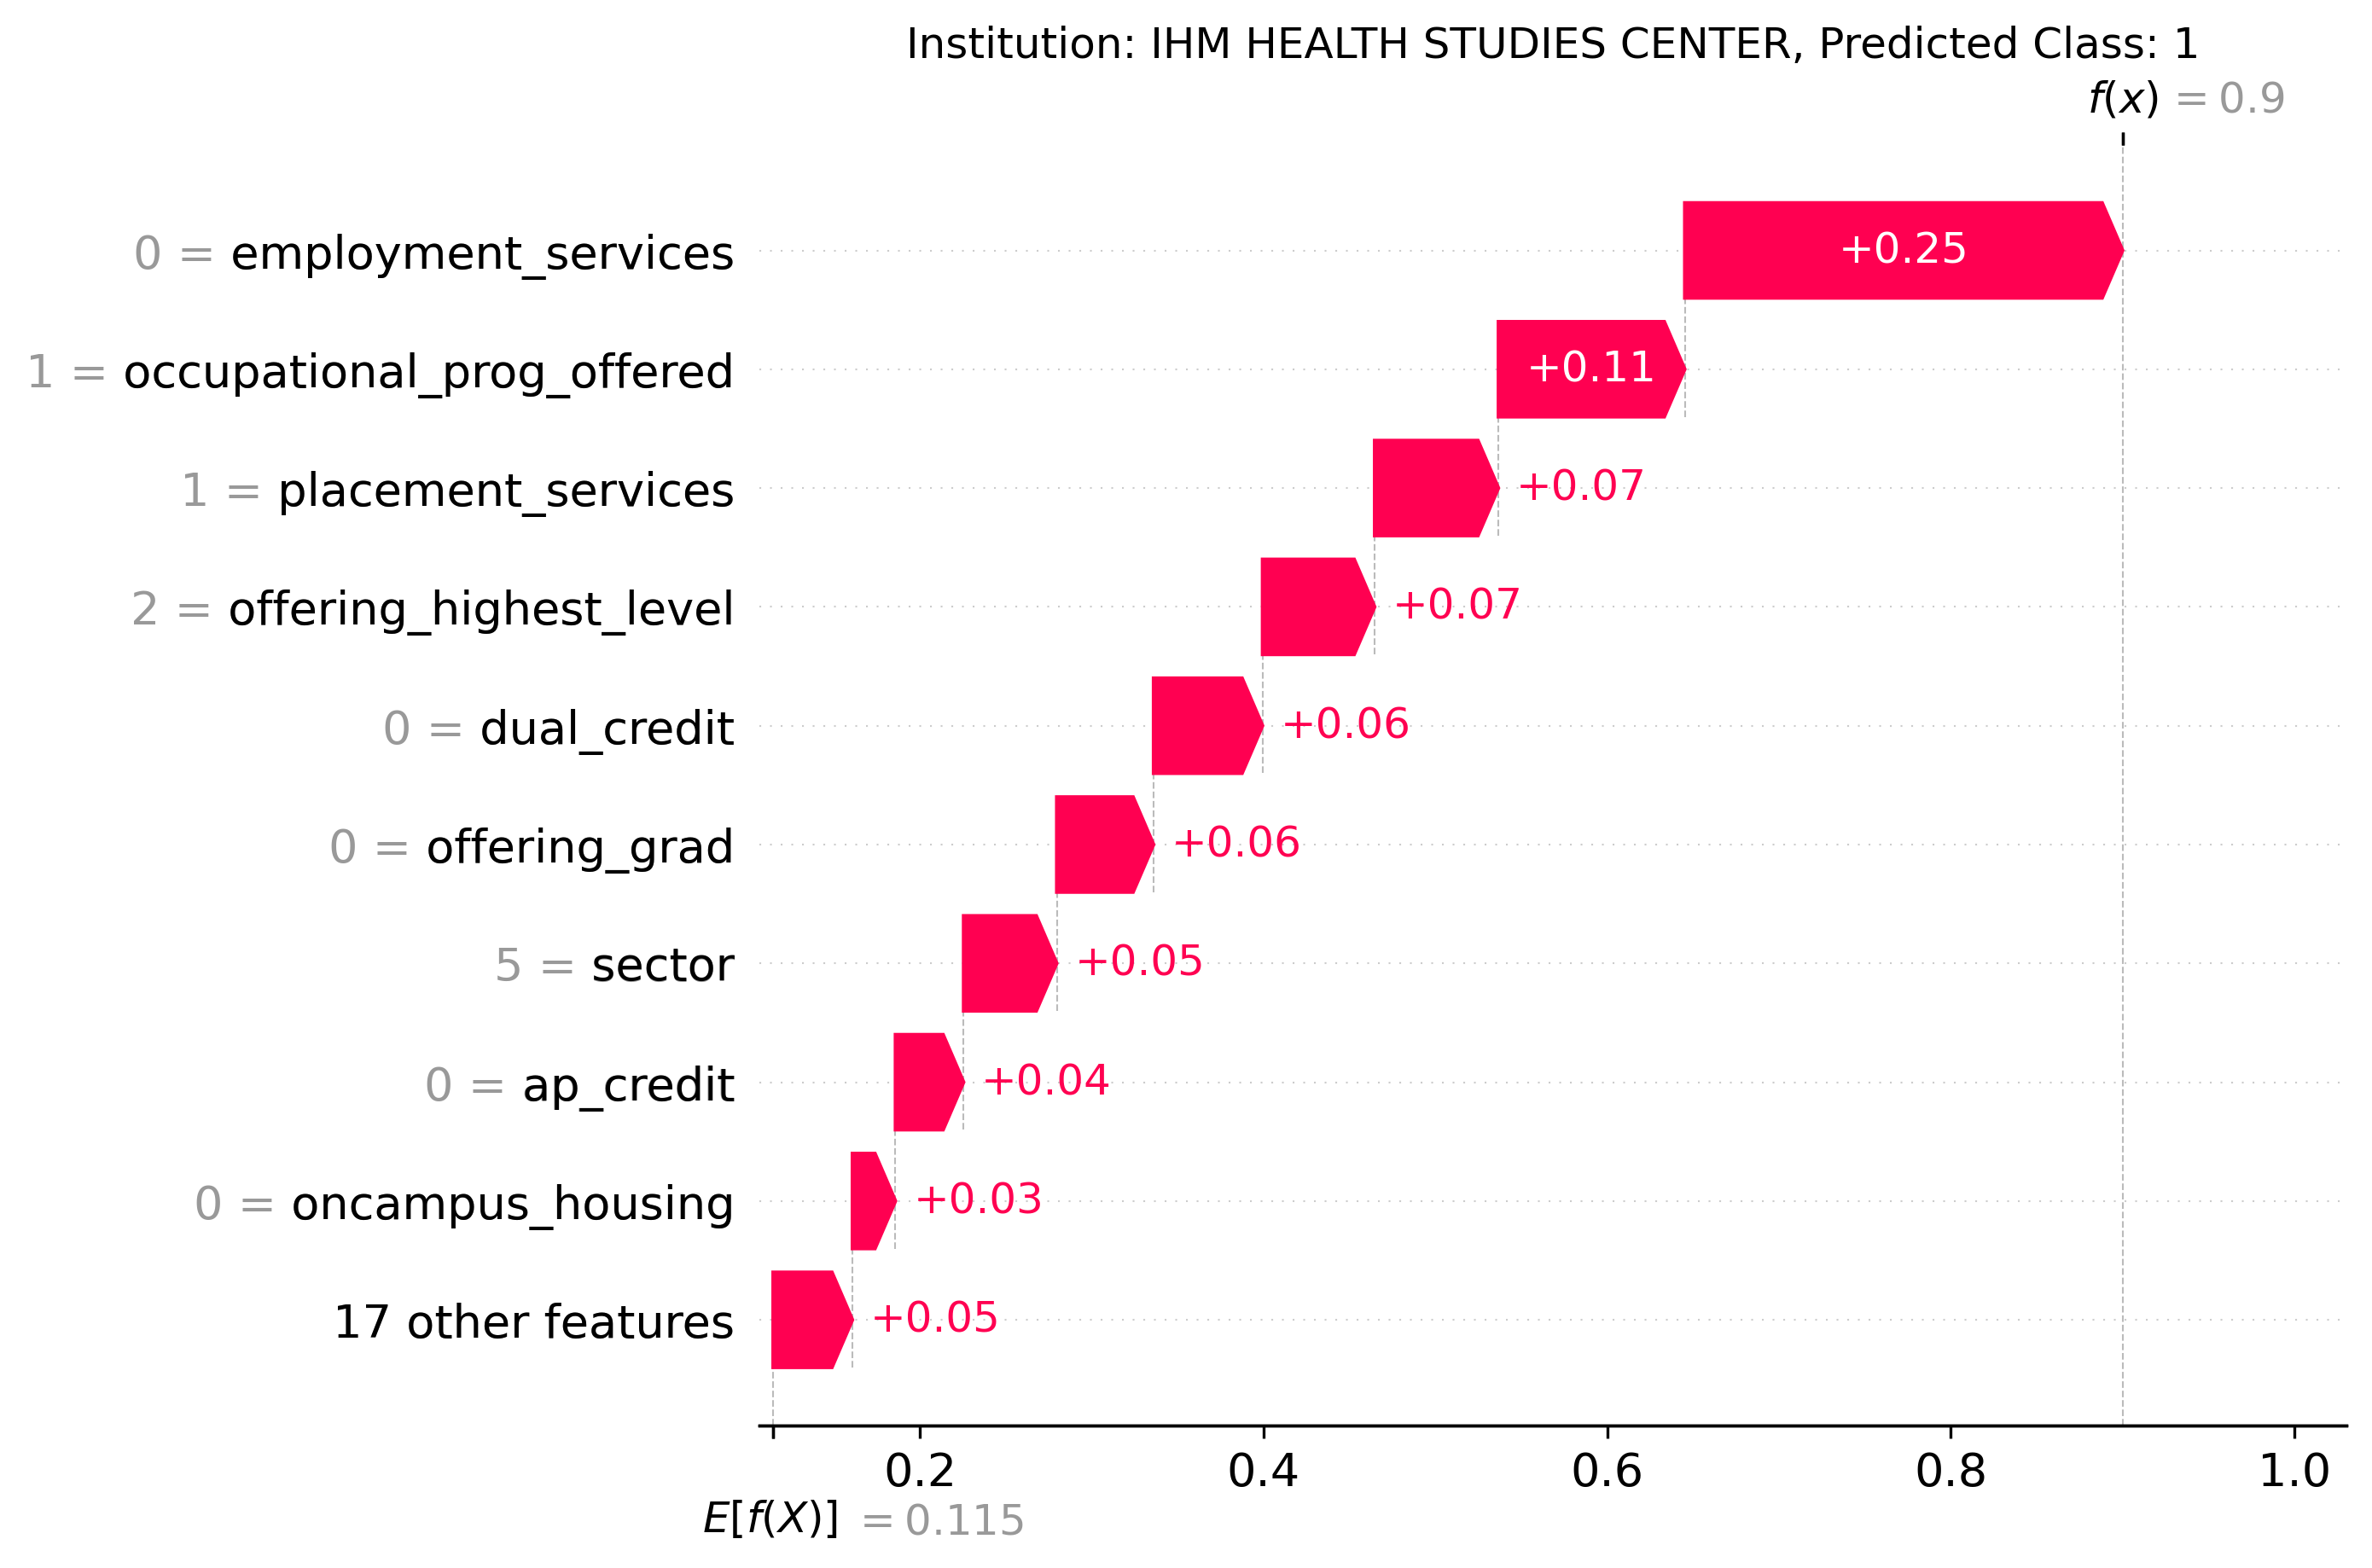 Institution: IHM HEALTH STUDIES CENTER, Predicted Class: 1
f(x) = 0.9
0 = employment_services +0.25
1 = occupational_prog_offered +0.11
1 = placement_services +0.07
2 = offering_highest_level +0.07
0 = dual_credit +0.06
0 = offering_grad +0.06
5 = sector +0.05
0 = ap_credit +0.04
0 = oncampus_housing +0.03
17 other features +0.05
0.2 0.4 0.6 0.8 1.0
E[f(X)] = 0.115